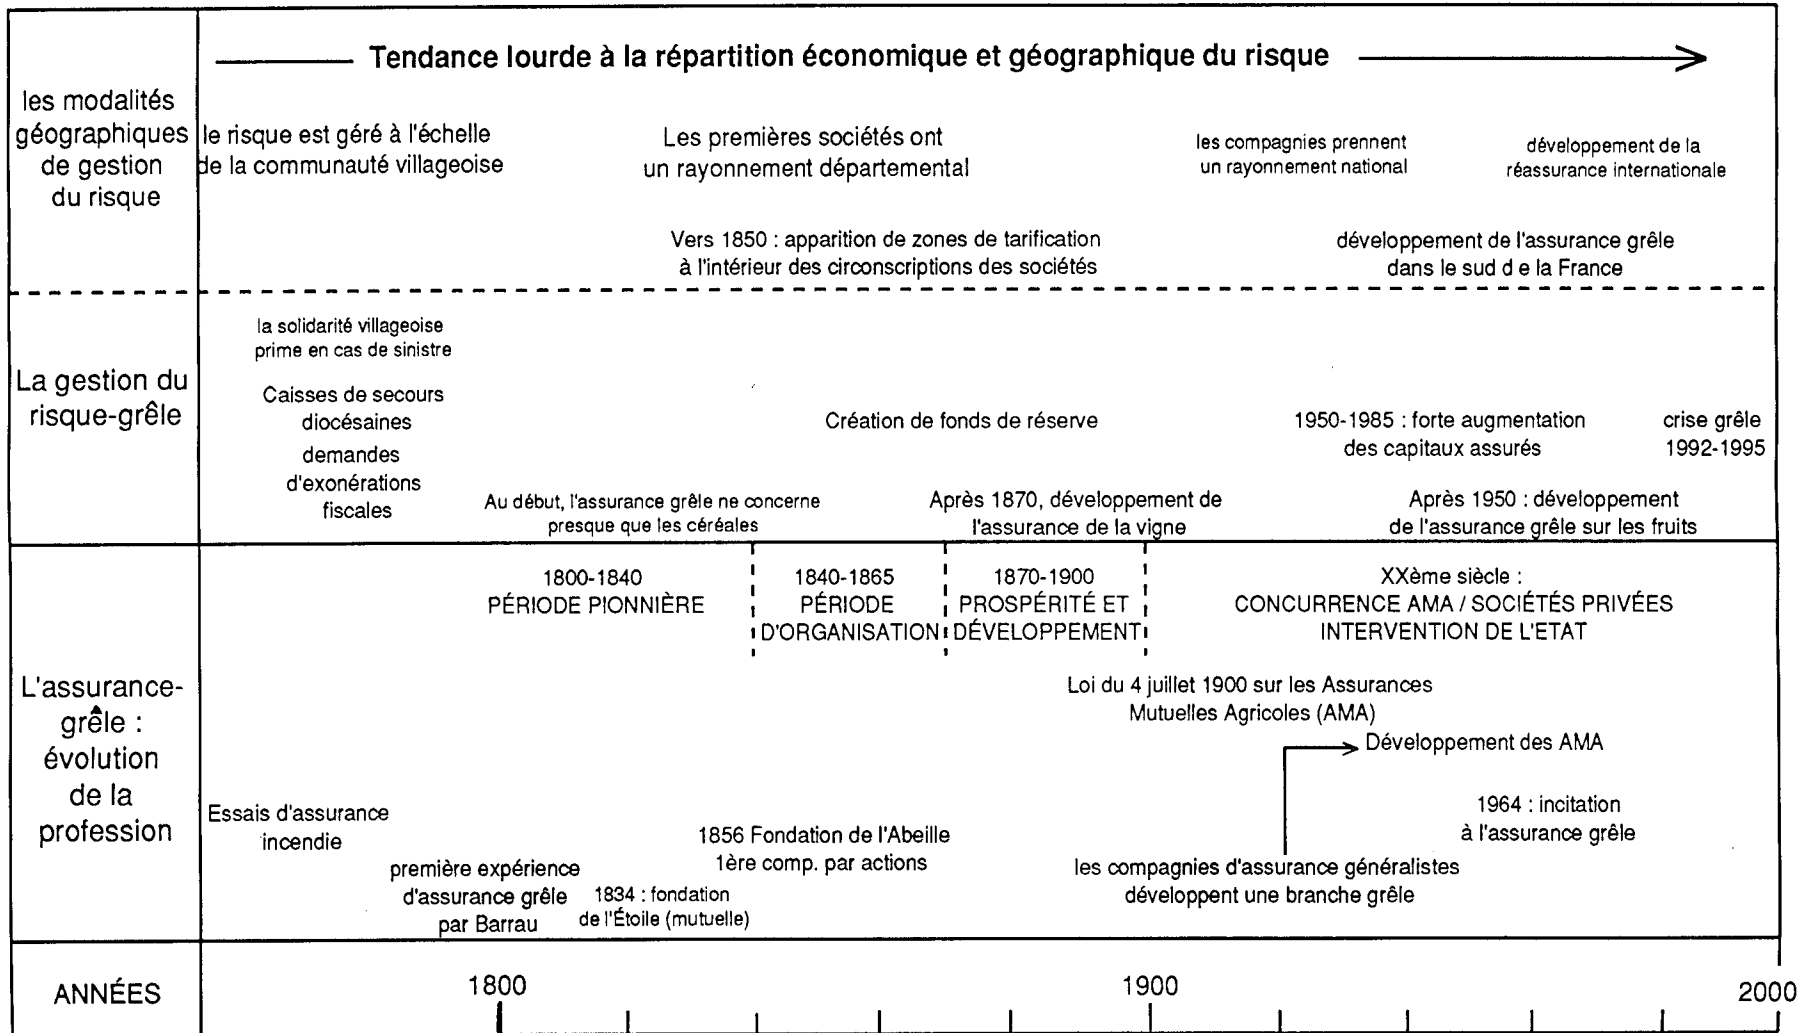 Tendance lourde à la répartition économique et géographique du risque
les modalités
géographiques
de gestion
du risque
le risque est géré à l'échelle
de la communauté villageoise
Les premières sociétés ont
un rayonnement départemental
les compagnies prennent
un rayonnement national
développement de la
réassurance internationale
Vers 1850 : apparition de zones de tarification
à l'intérieur des circonscriptions des sociétés
développement de l'assurance grêle
dans le sud d e la France
La gestion du
risque-grêle
la solidarité villageoise
prime en cas de sinistre
Caisses de secours
diocésaines
demandes
d'exonérations
fiscales
Au début, l'assurance grêle ne concerne
presque que les céréales
Création de fonds de réserve
Après 1870, développement de
l'assurance de la vigne
1950-1985 : forte augmentation
des capitaux assurés
crise grêle
1992-1995
Après 1950 : développement
de l'assurance grêle sur les fruits
L'assurance-
grêle :
évolution
de la
profession
1800-1840
PÉRIODE PIONNIÈRE
1840-1865
PÉRIODE
D'ORGANISATION
1870-1900
PROSPÉRITÉ ET
DÉVELOPPEMENT
XXème siècle :
CONCURRENCE AMA / SOCIÉTÉS PRIVÉES
INTERVENTION DE L'ETAT
Loi du 4 juillet 1900 sur les Assurances
Mutuelles Agricoles (AMA)
Développement des AMA
Essais d'assurance
incendie
première expérience
d'assurance grêle
par Barrau
1834 : fondation
de l'Étoile (mutuelle)
1856 Fondation de l'Abeille
1ère comp. par actions
les compagnies d'assurance généralistes
développent une branche grêle
1964 : incitation
à l'assurance grêle
ANNÉES
1800
1900
2000